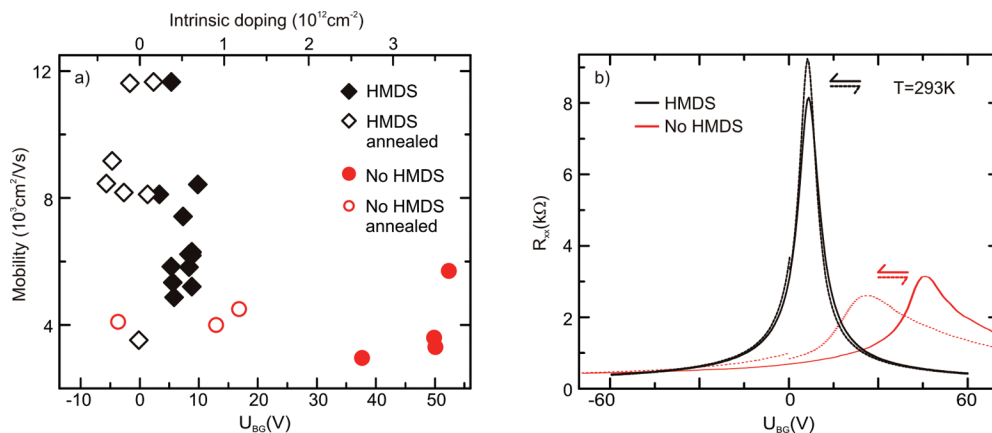 Intrinsic doping (10¹²cm⁻²)
0 1 2 3
a)
12
8
4
Mobility (10³cm²/Vs)
HMDS
HMDS
annealed
No HMDS
No HMDS
annealed
-10 0 10 20 30 40 50
U_BG(V)
b)
T=293K
HMDS
No HMDS
8
6
4
2
0
R_xx(kΩ)
-60 0 60
U_BG(V)